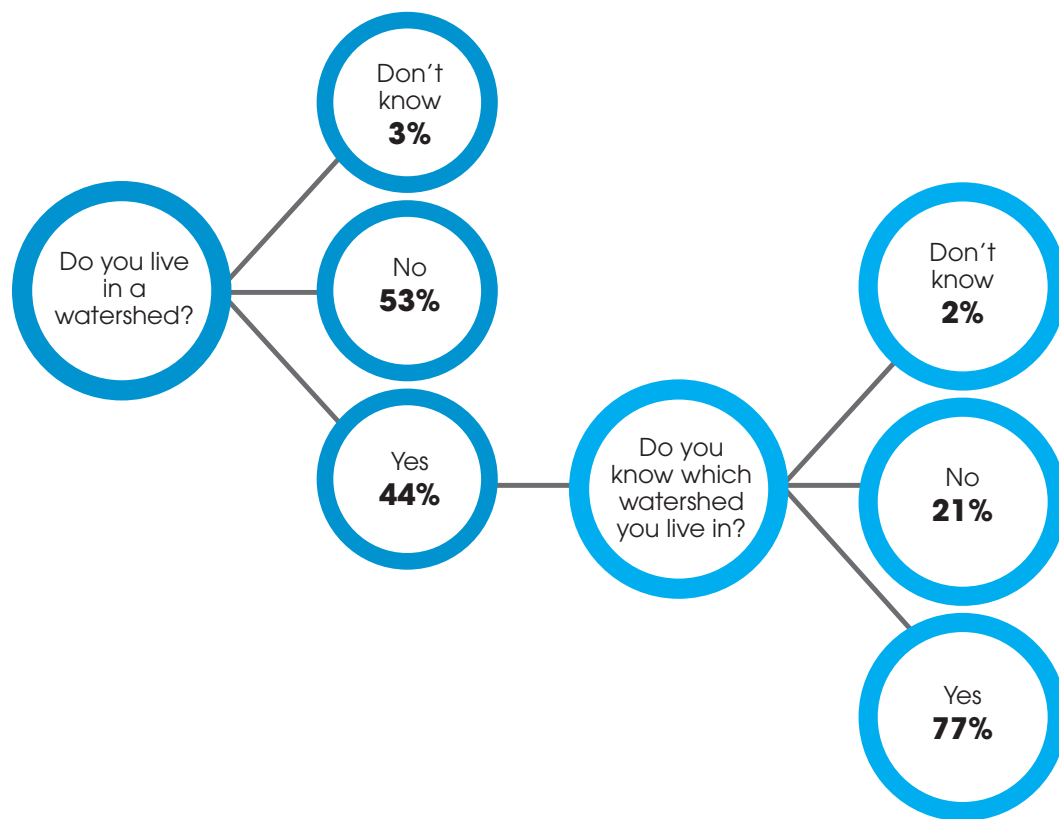 Do you live
in a
watershed?
Don't
know
3%
No
53%
Yes
44%
Do you
know which
watershed
you live in?
Don't
know
2%
No
21%
Yes
77%